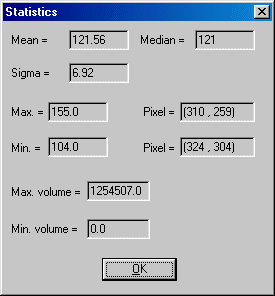 Statistics
Mean = 121.56 Median = 121
Sigma = 6.92
Max. = 155.0 Pixel = (310 , 259)
Min. = 104.0 Pixel = (324 , 304)
Max. volume = 1254507.0
Min. volume = 0.0
OK